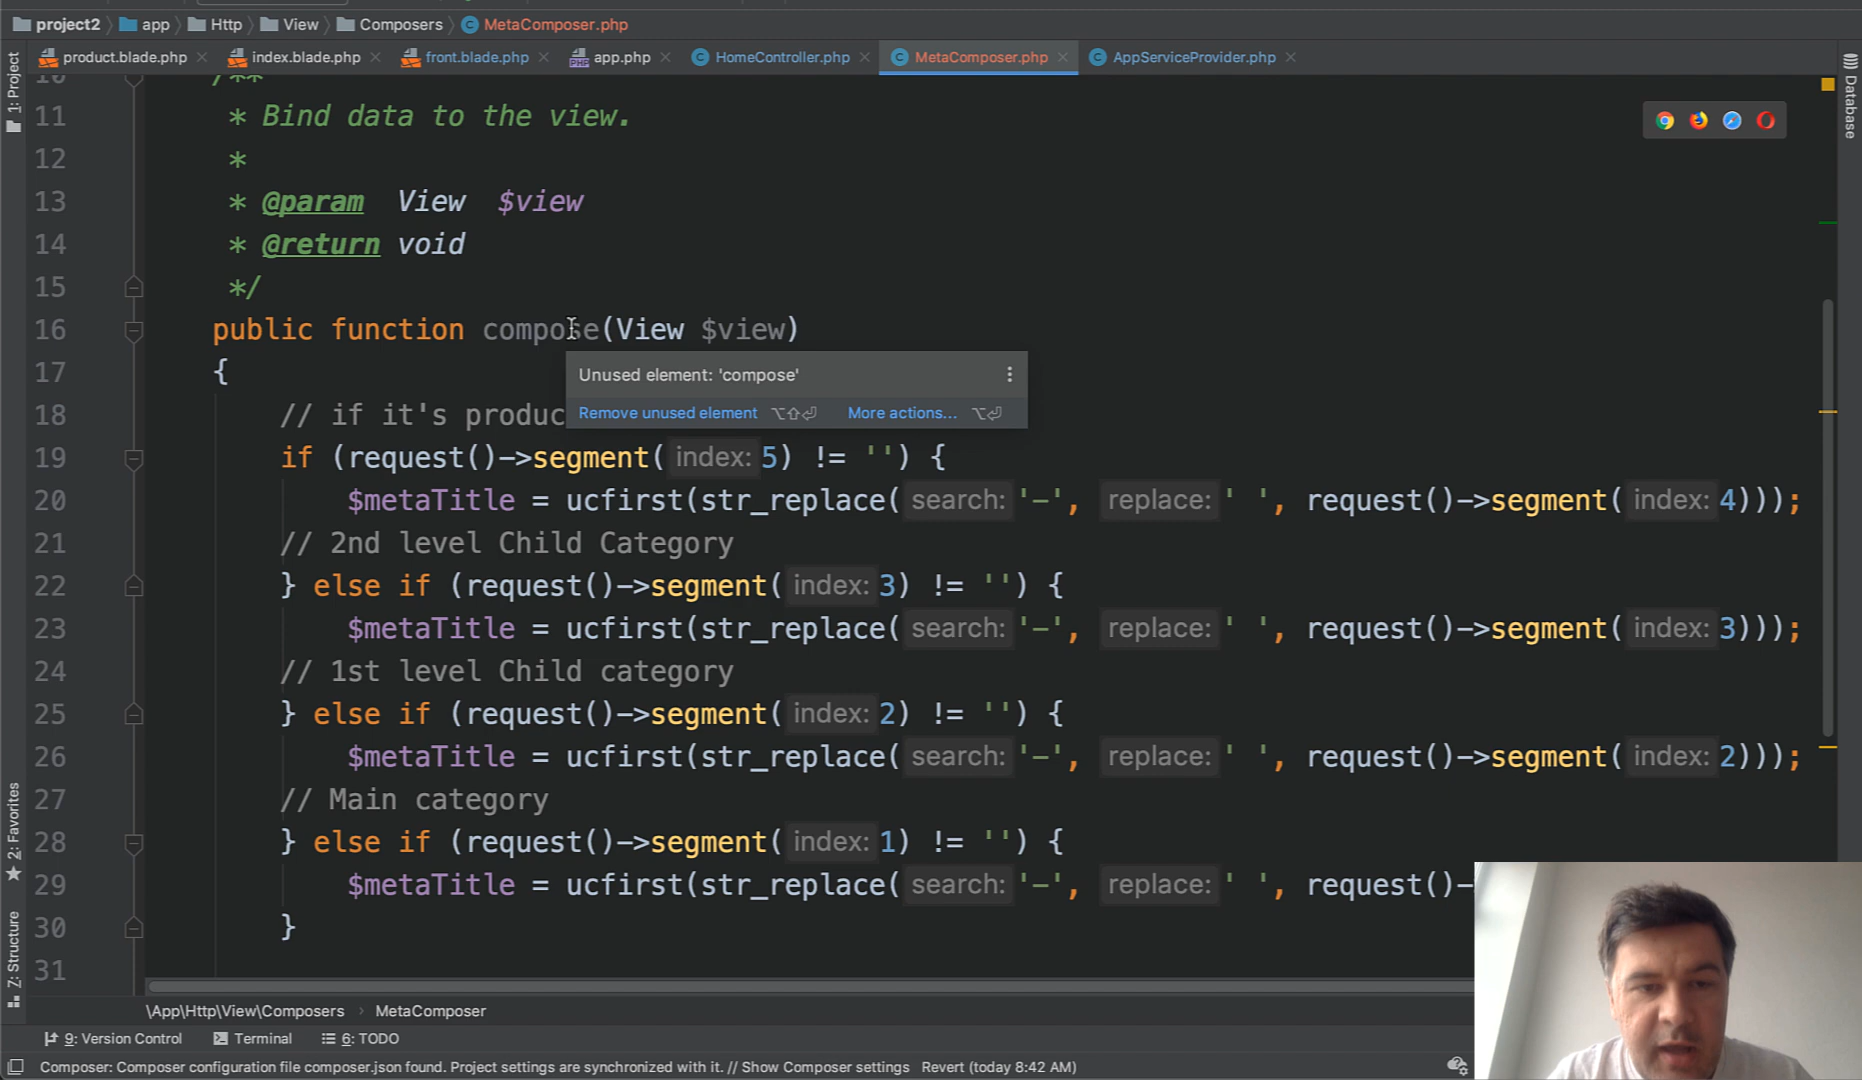 project2 app Http View Composers MetaComposer.php
product.blade.php index.blade.php front.blade.php app.php HomeController.php MetaComposer.php AppServiceProvider.php
1: Project
Database
/**
11 * Bind data to the view.
12 *
13 * @param View $view
14 * @return void
15 */
16 public function compose(View $view)
17 {
Unused element: 'compose'
Remove unused element ⌥⇧⏎ More actions... ⌥⏎
18 // if it's produc
19 if (request()->segment( index: 5) != '') {
20 $metaTitle = ucfirst(str_replace( search: '-', replace: ' ', request()->segment( index: 4)));
21 // 2nd level Child Category
22 } else if (request()->segment( index: 3) != '') {
23 $metaTitle = ucfirst(str_replace( search: '-', replace: ' ', request()->segment( index: 3)));
24 // 1st level Child category
25 } else if (request()->segment( index: 2) != '') {
26 $metaTitle = ucfirst(str_replace( search: '-', replace: ' ', request()->segment( index: 2)));
27 // Main category
28 } else if (request()->segment( index: 1) != '') {
29 $metaTitle = ucfirst(str_replace( search: '-', replace: ' ', request()-
30 }
31
2: Favorites
Z: Structure
\App\Http\View\Composers › MetaComposer
9: Version Control Terminal 6: TODO
Composer: Composer configuration file composer.json found. Project settings are synchronized with it. // Show Composer settings Revert (today 8:42 AM)